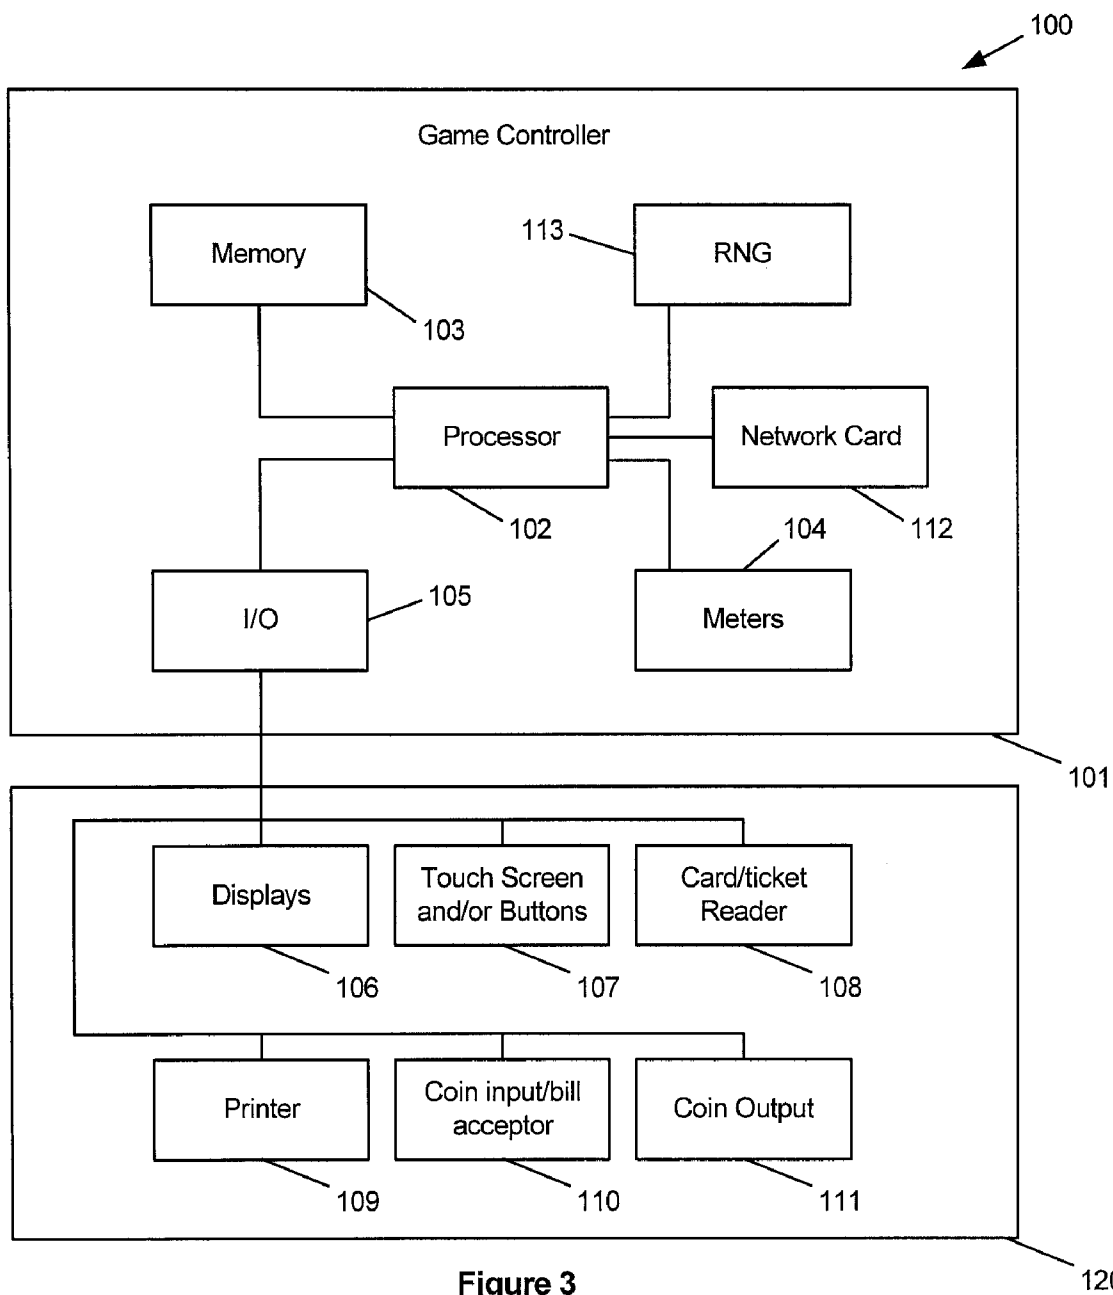 100
Game Controller
Memory
113
RNG
103
Processor
Network Card
102
104
112
I/O
105
Meters
101
Displays
Touch Screen
and/or Buttons
Card/ticket
Reader
106
107
108
Printer
Coin input/bill
acceptor
Coin Output
109
110
111
120
Figure 3